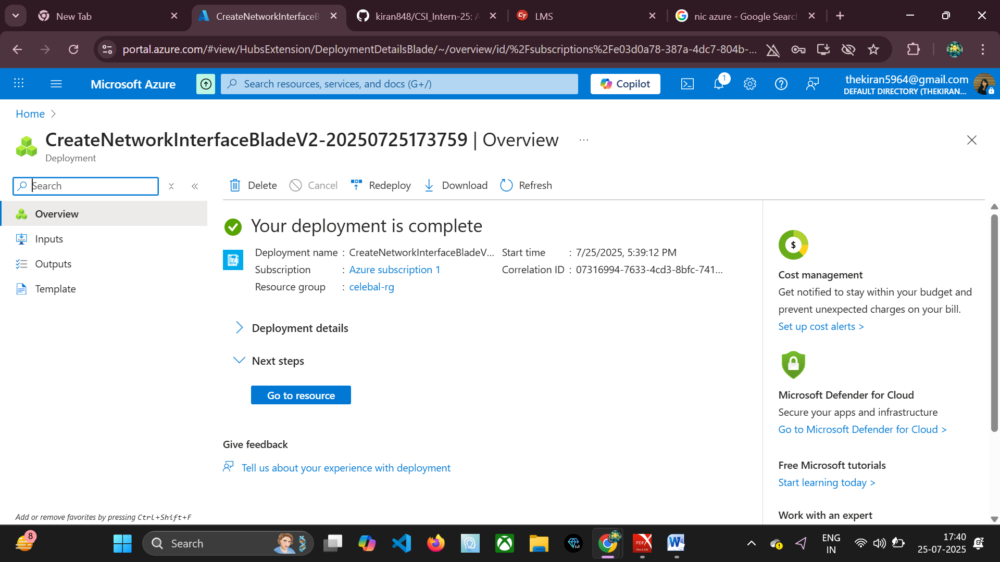 New Tab
CreateNetworkInterfaceB
kiran848/CSI_Intern-25: A
LMS
nic azure - Google Search
portal.azure.com/#view/HubsExtension/DeploymentDetailsBlade/~/overview/id/%2Fsubscriptions%2Fe03d0a78-387a-4dc7-804b-...
Microsoft Azure
Search resources, services, and docs (G+/)
Copilot
1
thekiran5964@gmail.com
DEFAULT DIRECTORY (THEKIRAN...
Home
CreateNetworkInterfaceBladeV2-20250725173759 | Overview ...
Deployment
Search
Overview
Inputs
Outputs
Template
Delete
Cancel
Redeploy
Download
Refresh
Your deployment is complete
Deployment name : CreateNetworkInterfaceBladeV...
Subscription : Azure subscription 1
Resource group : celebal-rg
Start time : 7/25/2025, 5:39:12 PM
Correlation ID : 07316994-7633-4cd3-8bfc-741...
Deployment details
Next steps
Go to resource
Give feedback
Tell us about your experience with deployment
$
Cost management
Get notified to stay within your budget and
prevent unexpected charges on your bill.
Set up cost alerts >
Microsoft Defender for Cloud
Secure your apps and infrastructure
Go to Microsoft Defender for Cloud >
Free Microsoft tutorials
Start learning today >
Work with an expert
Add or remove favorites by pressing Ctrl+Shift+F
8
Search
PDF
View & Edit
ENG
IN
17:40
25-07-2025